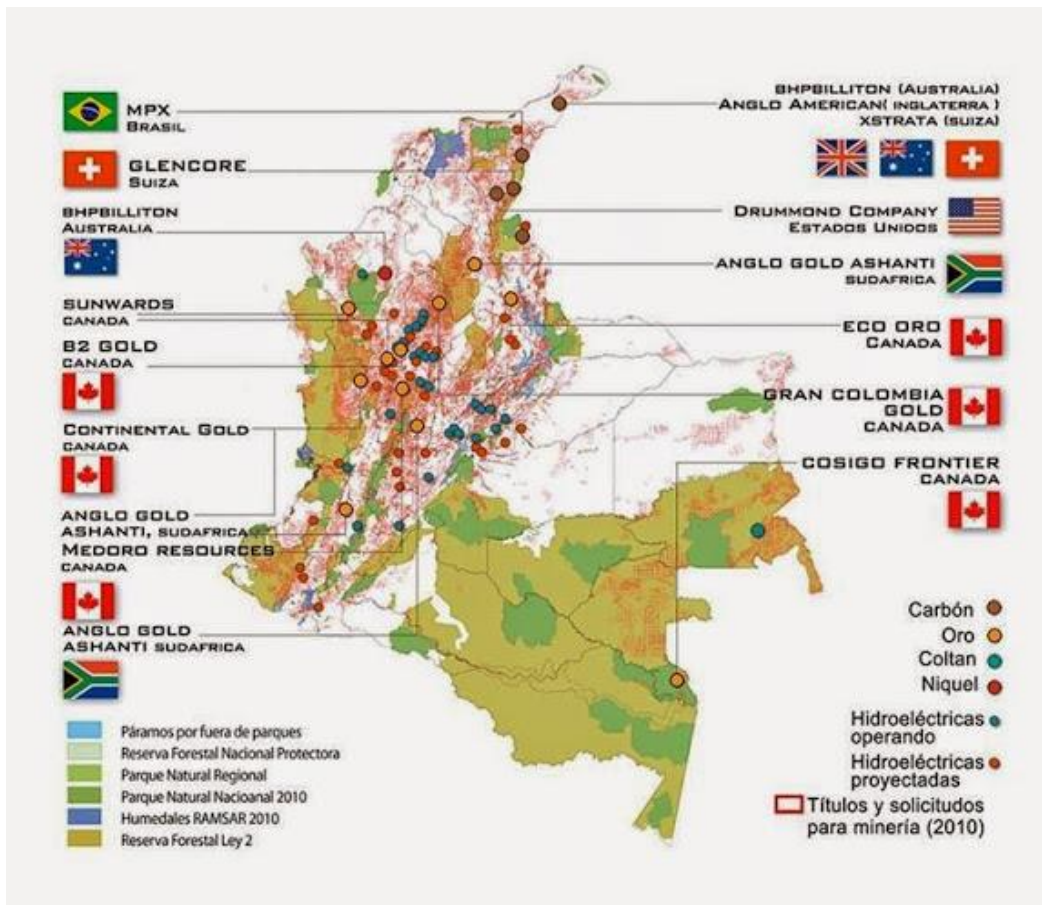 MPX
BRASIL
GLENCORE
SUIZA
BHPBILLITON
AUSTRALIA
SUNWARDS
CANADA
B2 GOLD
CANADA
CONTINENTAL GOLD
CANADA
ANGLO GOLD
ASHANTI, SUDAFRICA
MEDORO RESOURCES
CANADA
ANGLO GOLD
ASHANTI SUDAFRICA
Páramos por fuera de parques
Reserva Forestal Nacional Protectora
Parque Natural Regional
Parque Natural Nacioanal 2010
Humedales RAMSAR 2010
Reserva Forestal Ley 2
BHPBILLITON (AUSTRALIA)
ANGLO AMERICAN( INGLATERRA )
XSTRATA (SUIZA)
DRUMMOND COMPANY
ESTADOS UNIDOS
ANGLO GOLD ASHANTI
SUDAFRICA
ECO ORO
CANADA
GRAN COLOMBIA
GOLD
CANADA
COSIGO FRONTIER
CANADA
Carbón
Oro
Coltan
Niquel
Hidroeléctricas
operando
Hidroeléctricas
proyectadas
Títulos y solicitudos
para minería (2010)